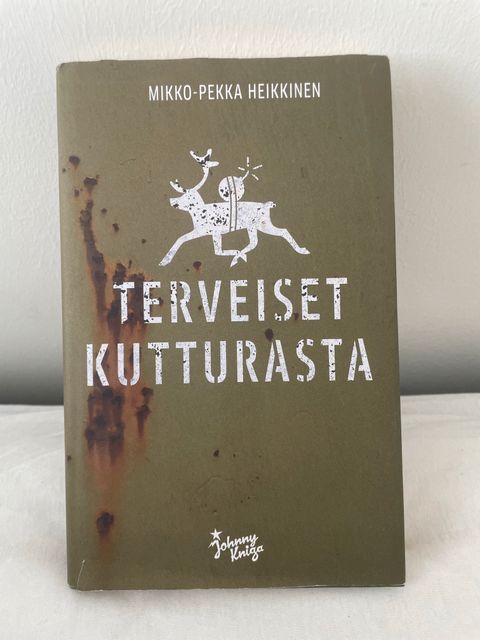 MIKKO-PEKKA HEIKKINEN
TERVEISET
KUTTURASTA
Johnny
Kniga